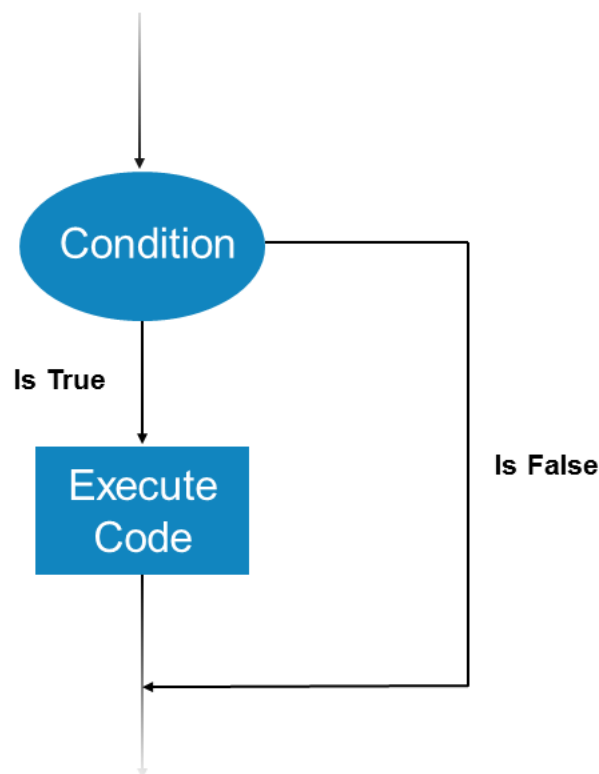 Condition
Is True
Is False
Execute
Code